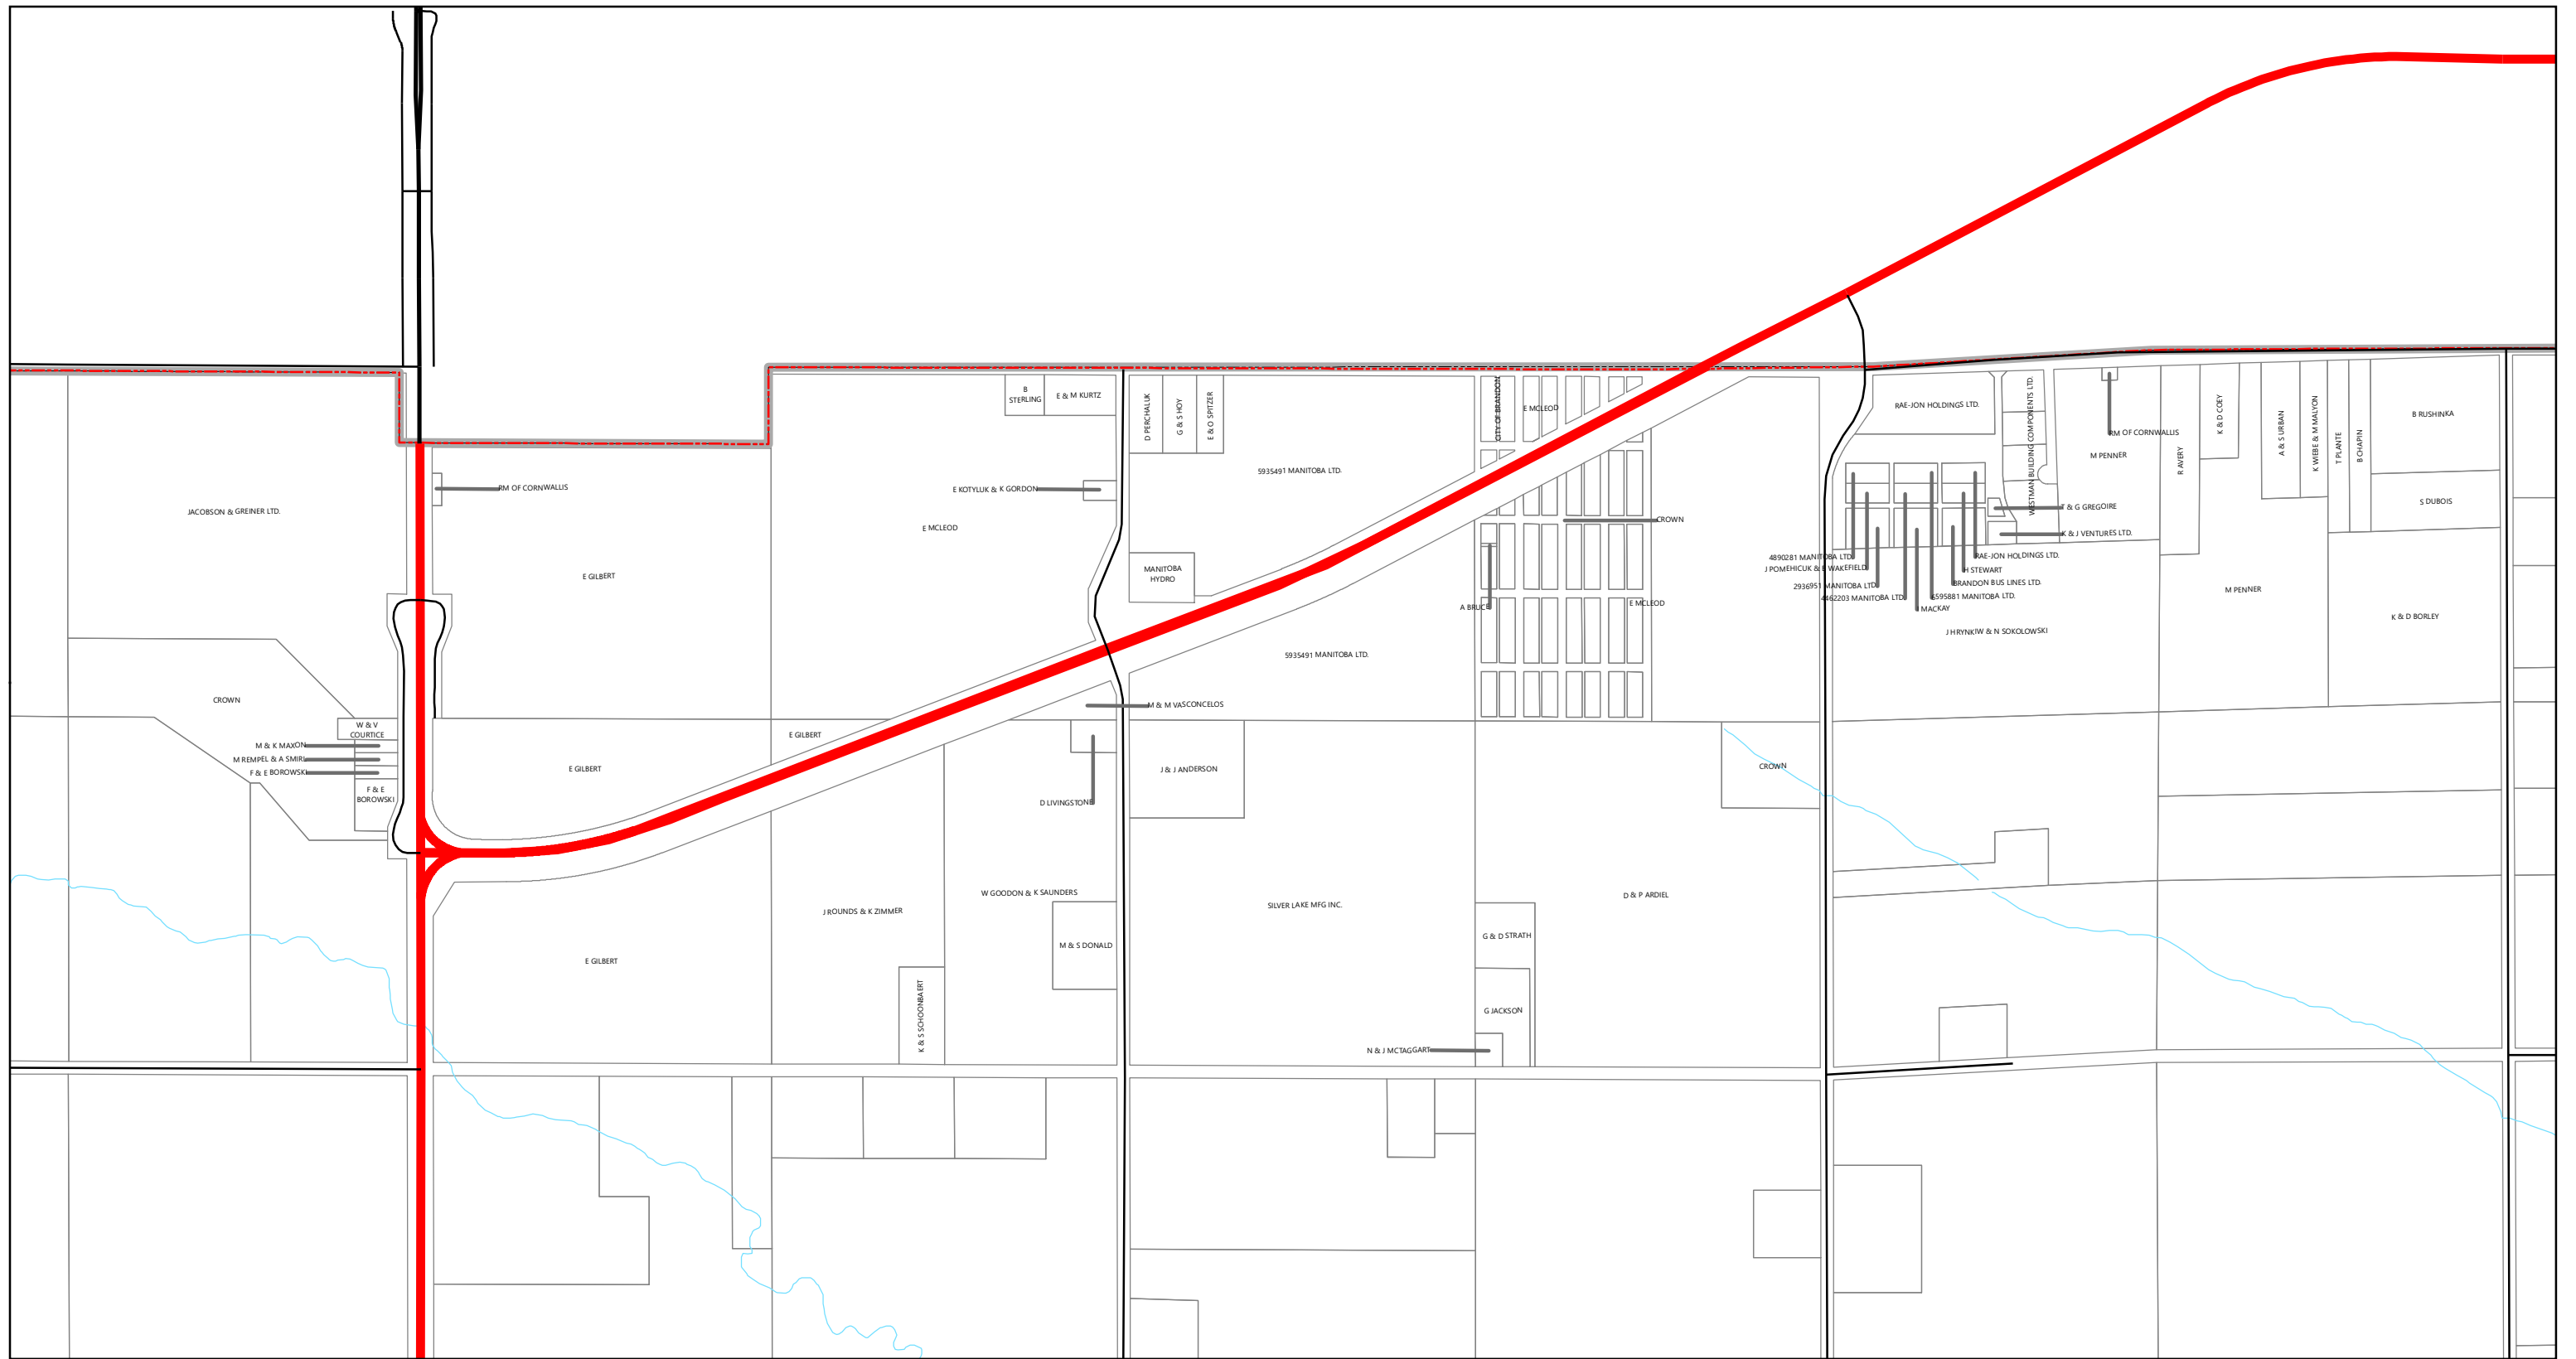 B
STERLING
E & M KURTZ
D PERCHALUK
G & S HOY
E & O SPITZER
CITY OF BRANDON
E MCLEOD
RAE-JON HOLDINGS LTD.
WESTMAN BUILDING COMPONENTS LTD.
RM OF CORNWALLIS
M PENNER
R AVERY
K & D COEY
A & S URBAN
K WIEBE & M MALYON
T PLANTE
B CHAPIN
B RUSHINKA
S DUBOIS
RM OF CORNWALLIS
JACOBSON & GREINER LTD.
E KOTYLUK & K GORDON
E MCLEOD
5935491 MANITOBA LTD.
CROWN
T & G GREGOIRE
K & J VENTURES LTD.
E GILBERT
MANITOBA
HYDRO
4890281 MANITOBA LTD.
J POMEHICUK & E WAKEFIELD
2936951 MANITOBA LTD.
4462203 MANITOBA LTD.
RAE-JON HOLDINGS LTD.
H STEWART
BRANDON BUS LINES LTD.
6595881 MANITOBA LTD.
I MACKAY
A BRUCE
E MCLEOD
M PENNER
K & D BORLEY
J HRYNKIW & N SOKOLOWSKI
5935491 MANITOBA LTD.
CROWN
M & M VASCONCELOS
W & V
COURTICE
M & K MAXON
M REMPEL & A SMIRL
F & E BOROWSKI
F & E
BOROWSKI
E GILBERT
E GILBERT
J & J ANDERSON
CROWN
D LIVINGSTONE
W GOODON & K SAUNDERS
J ROUNDS & K ZIMMER
SILVER LAKE MFG INC.
D & P ARDIEL
G & D STRATH
M & S DONALD
E GILBERT
K & S SCHOONBAERT
G JACKSON
N & J MCTAGGART